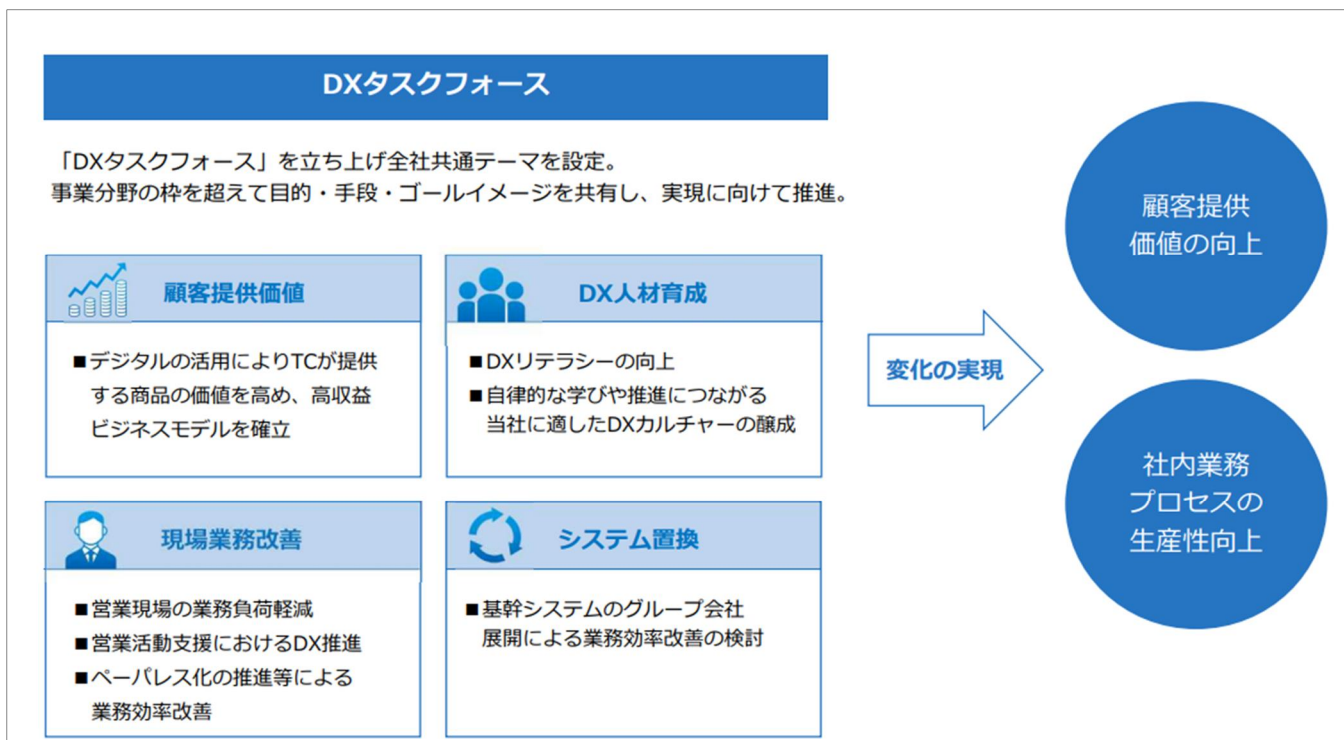 DXタスクフォース
「DXタスクフォース」を立ち上げ全社共通テーマを設定。
事業分野の枠を超えて目的・手段・ゴールイメージを共有し、実現に向けて推進。
顧客提供価値
■デジタルの活用によりTCが提供
する商品の価値を高め、高収益
ビジネスモデルを確立
DX人材育成
■DXリテラシーの向上
■自律的な学びや推進につながる
当社に適したDXカルチャーの醸成
現場業務改善
■営業現場の業務負荷軽減
■営業活動支援におけるDX推進
■ペーパレス化の推進等による
業務効率改善
システム置換
■基幹システムのグループ会社
展開による業務効率改善の検討
変化の実現
顧客提供
価値の向上
社内業務
プロセスの
生産性向上